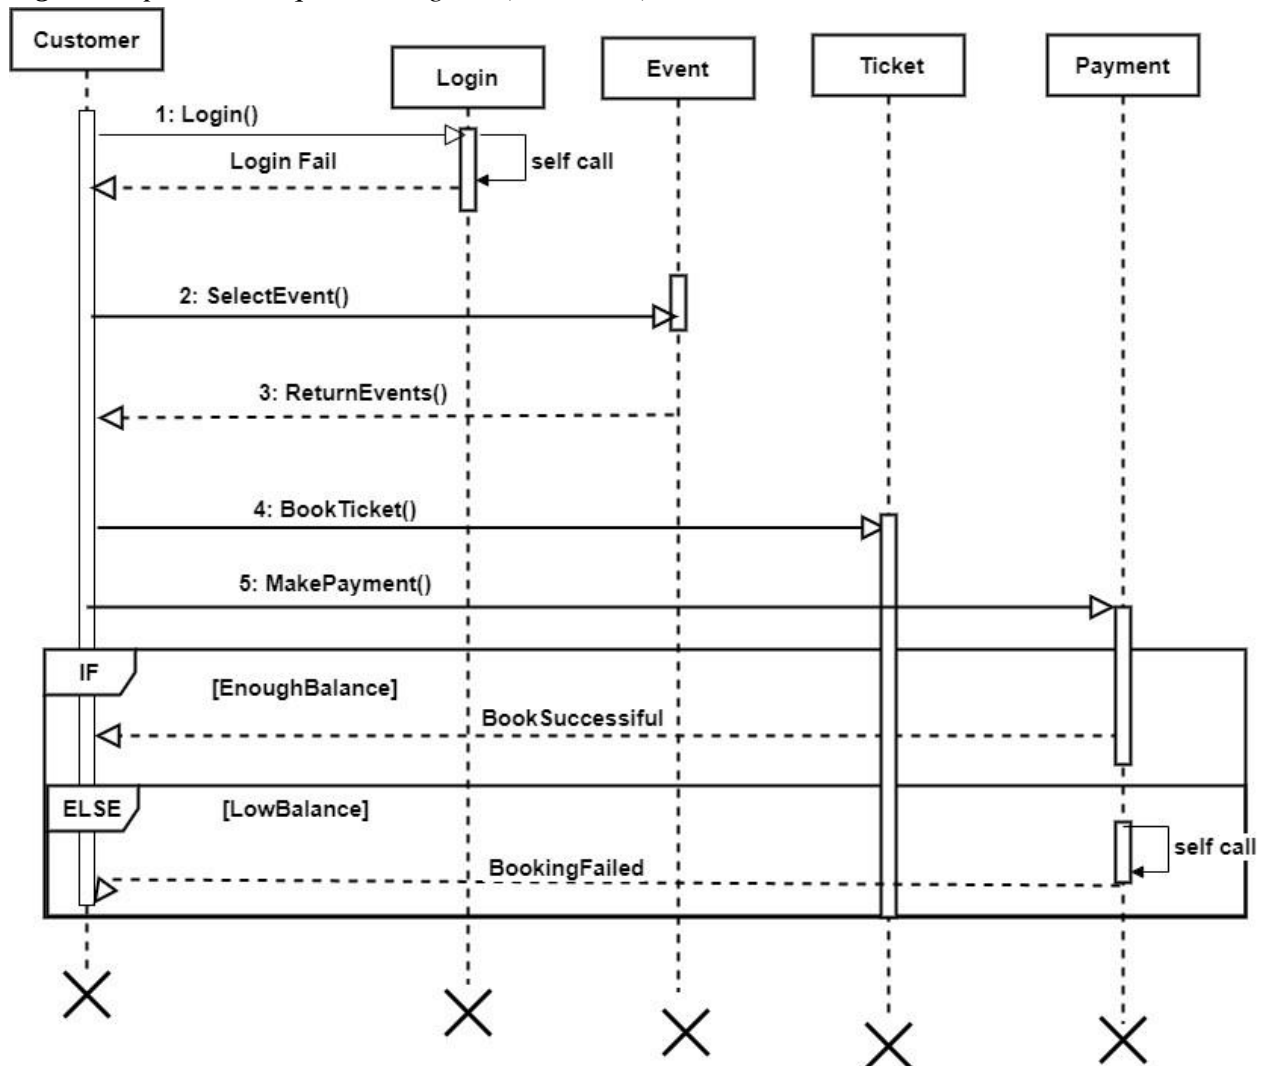 Customer
Login
Event
Ticket
Payment
1: Login()
self call
Login Fail
2: SelectEvent()
3: ReturnEvents()
4: BookTicket()
5: MakePayment()
IF
[EnoughBalance]
BookSuccessiful
ELSE
[LowBalance]
self call
BookingFailed